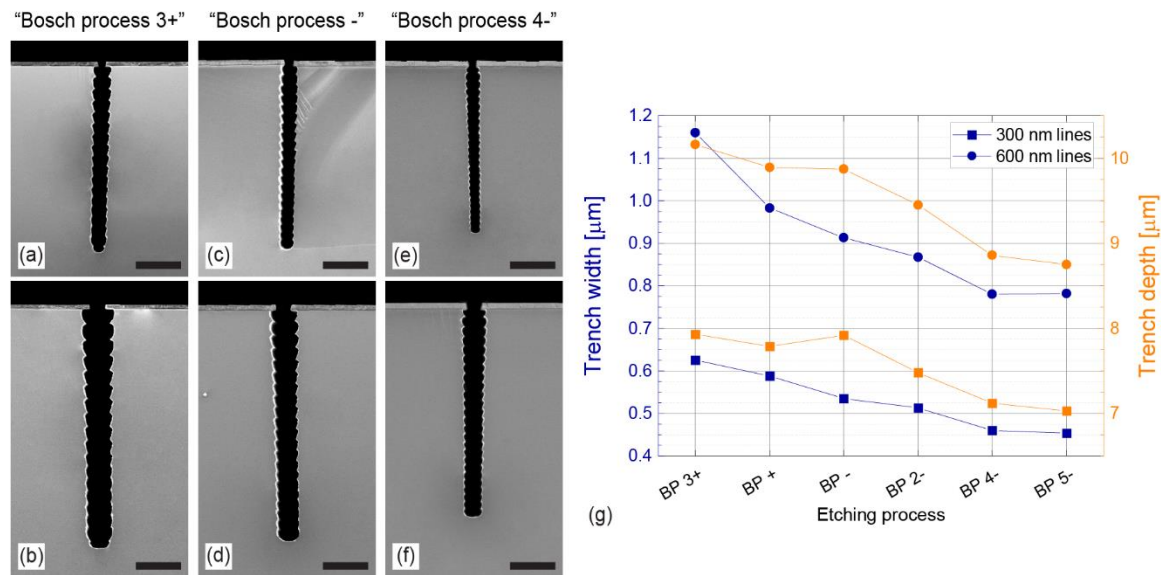 “Bosch process 3+”
“Bosch process -”
“Bosch process 4-”
(a)
(c)
(e)
(b)
(d)
(f)
1.2
1.1
1.0
0.9
0.8
0.7
0.6
0.5
0.4
Trench width [μm]
300 nm lines
600 nm lines
10
9
8
7
Trench depth [μm]
BP 3+
BP +
BP -
BP 2-
BP 4-
BP 5-
Etching process
(g)